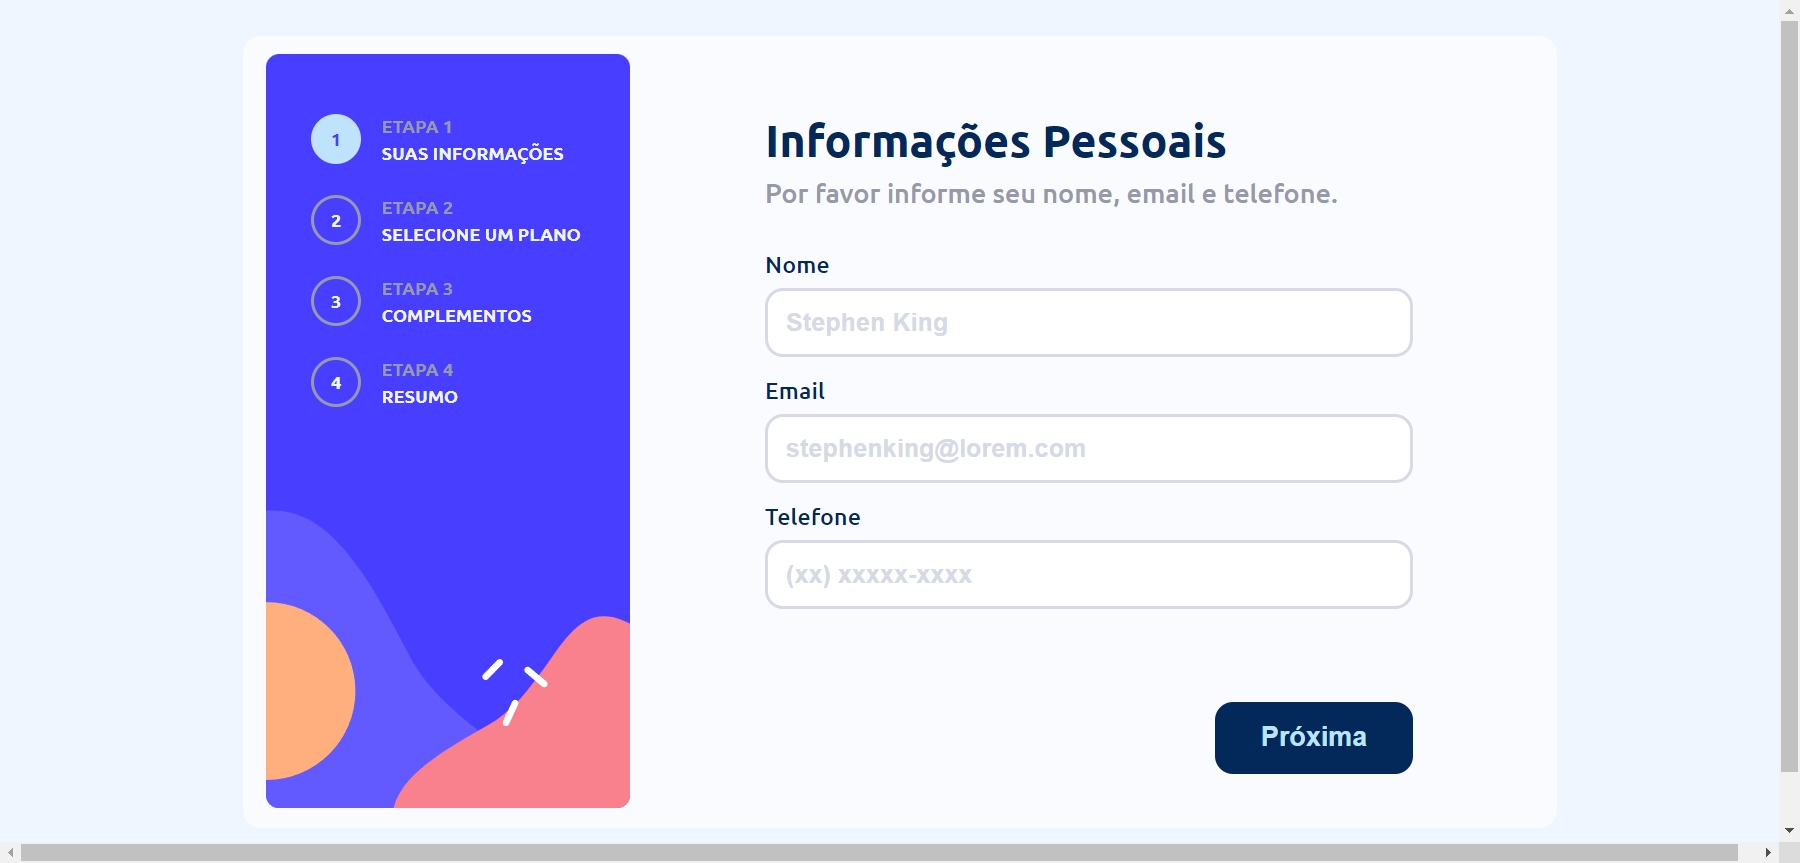 1
ETAPA 1
SUAS INFORMAÇÕES
2
ETAPA 2
SELECIONE UM PLANO
3
ETAPA 3
COMPLEMENTOS
4
ETAPA 4
RESUMO
Informações Pessoais
Por favor informe seu nome, email e telefone.
Nome
Stephen King
Email
stephenking@lorem.com
Telefone
(xx) xxxxx-xxxx
Próxima